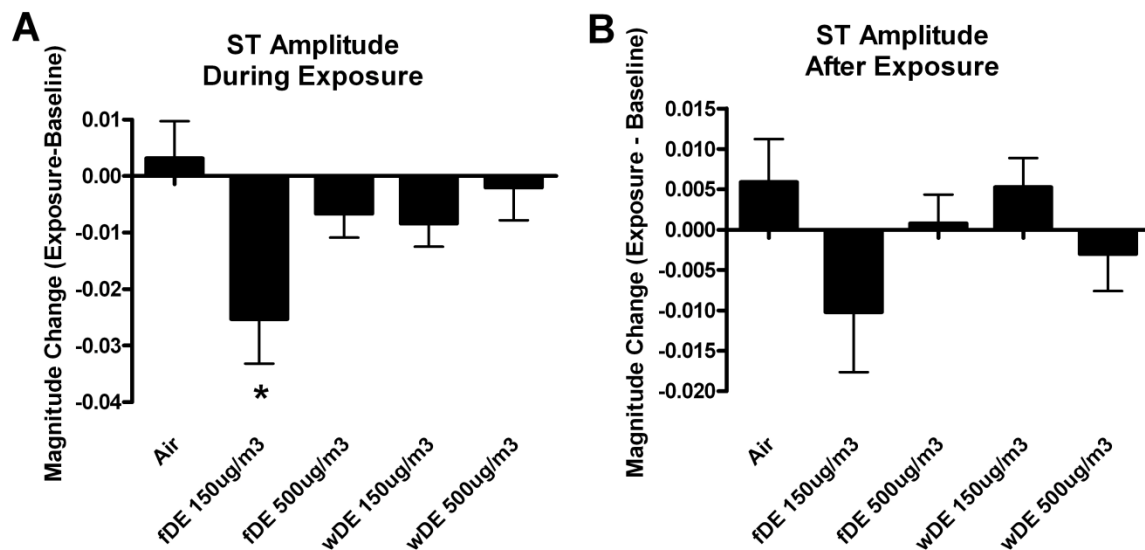 A
ST Amplitude
During Exposure
Magnitude Change (Exposure-Baseline)
0.01
0.00
-0.01
-0.02
-0.03
-0.04
*
Air
fDE 150ug/m3
fDE 500ug/m3
wDE 150ug/m3
wDE 500ug/m3
B
ST Amplitude
After Exposure
Magnitude Change (Exposure - Baseline)
0.015
0.010
0.005
0.000
-0.005
-0.010
-0.015
-0.020
Air
fDE 150ug/m3
fDE 500ug/m3
wDE 150ug/m3
wDE 500ug/m3